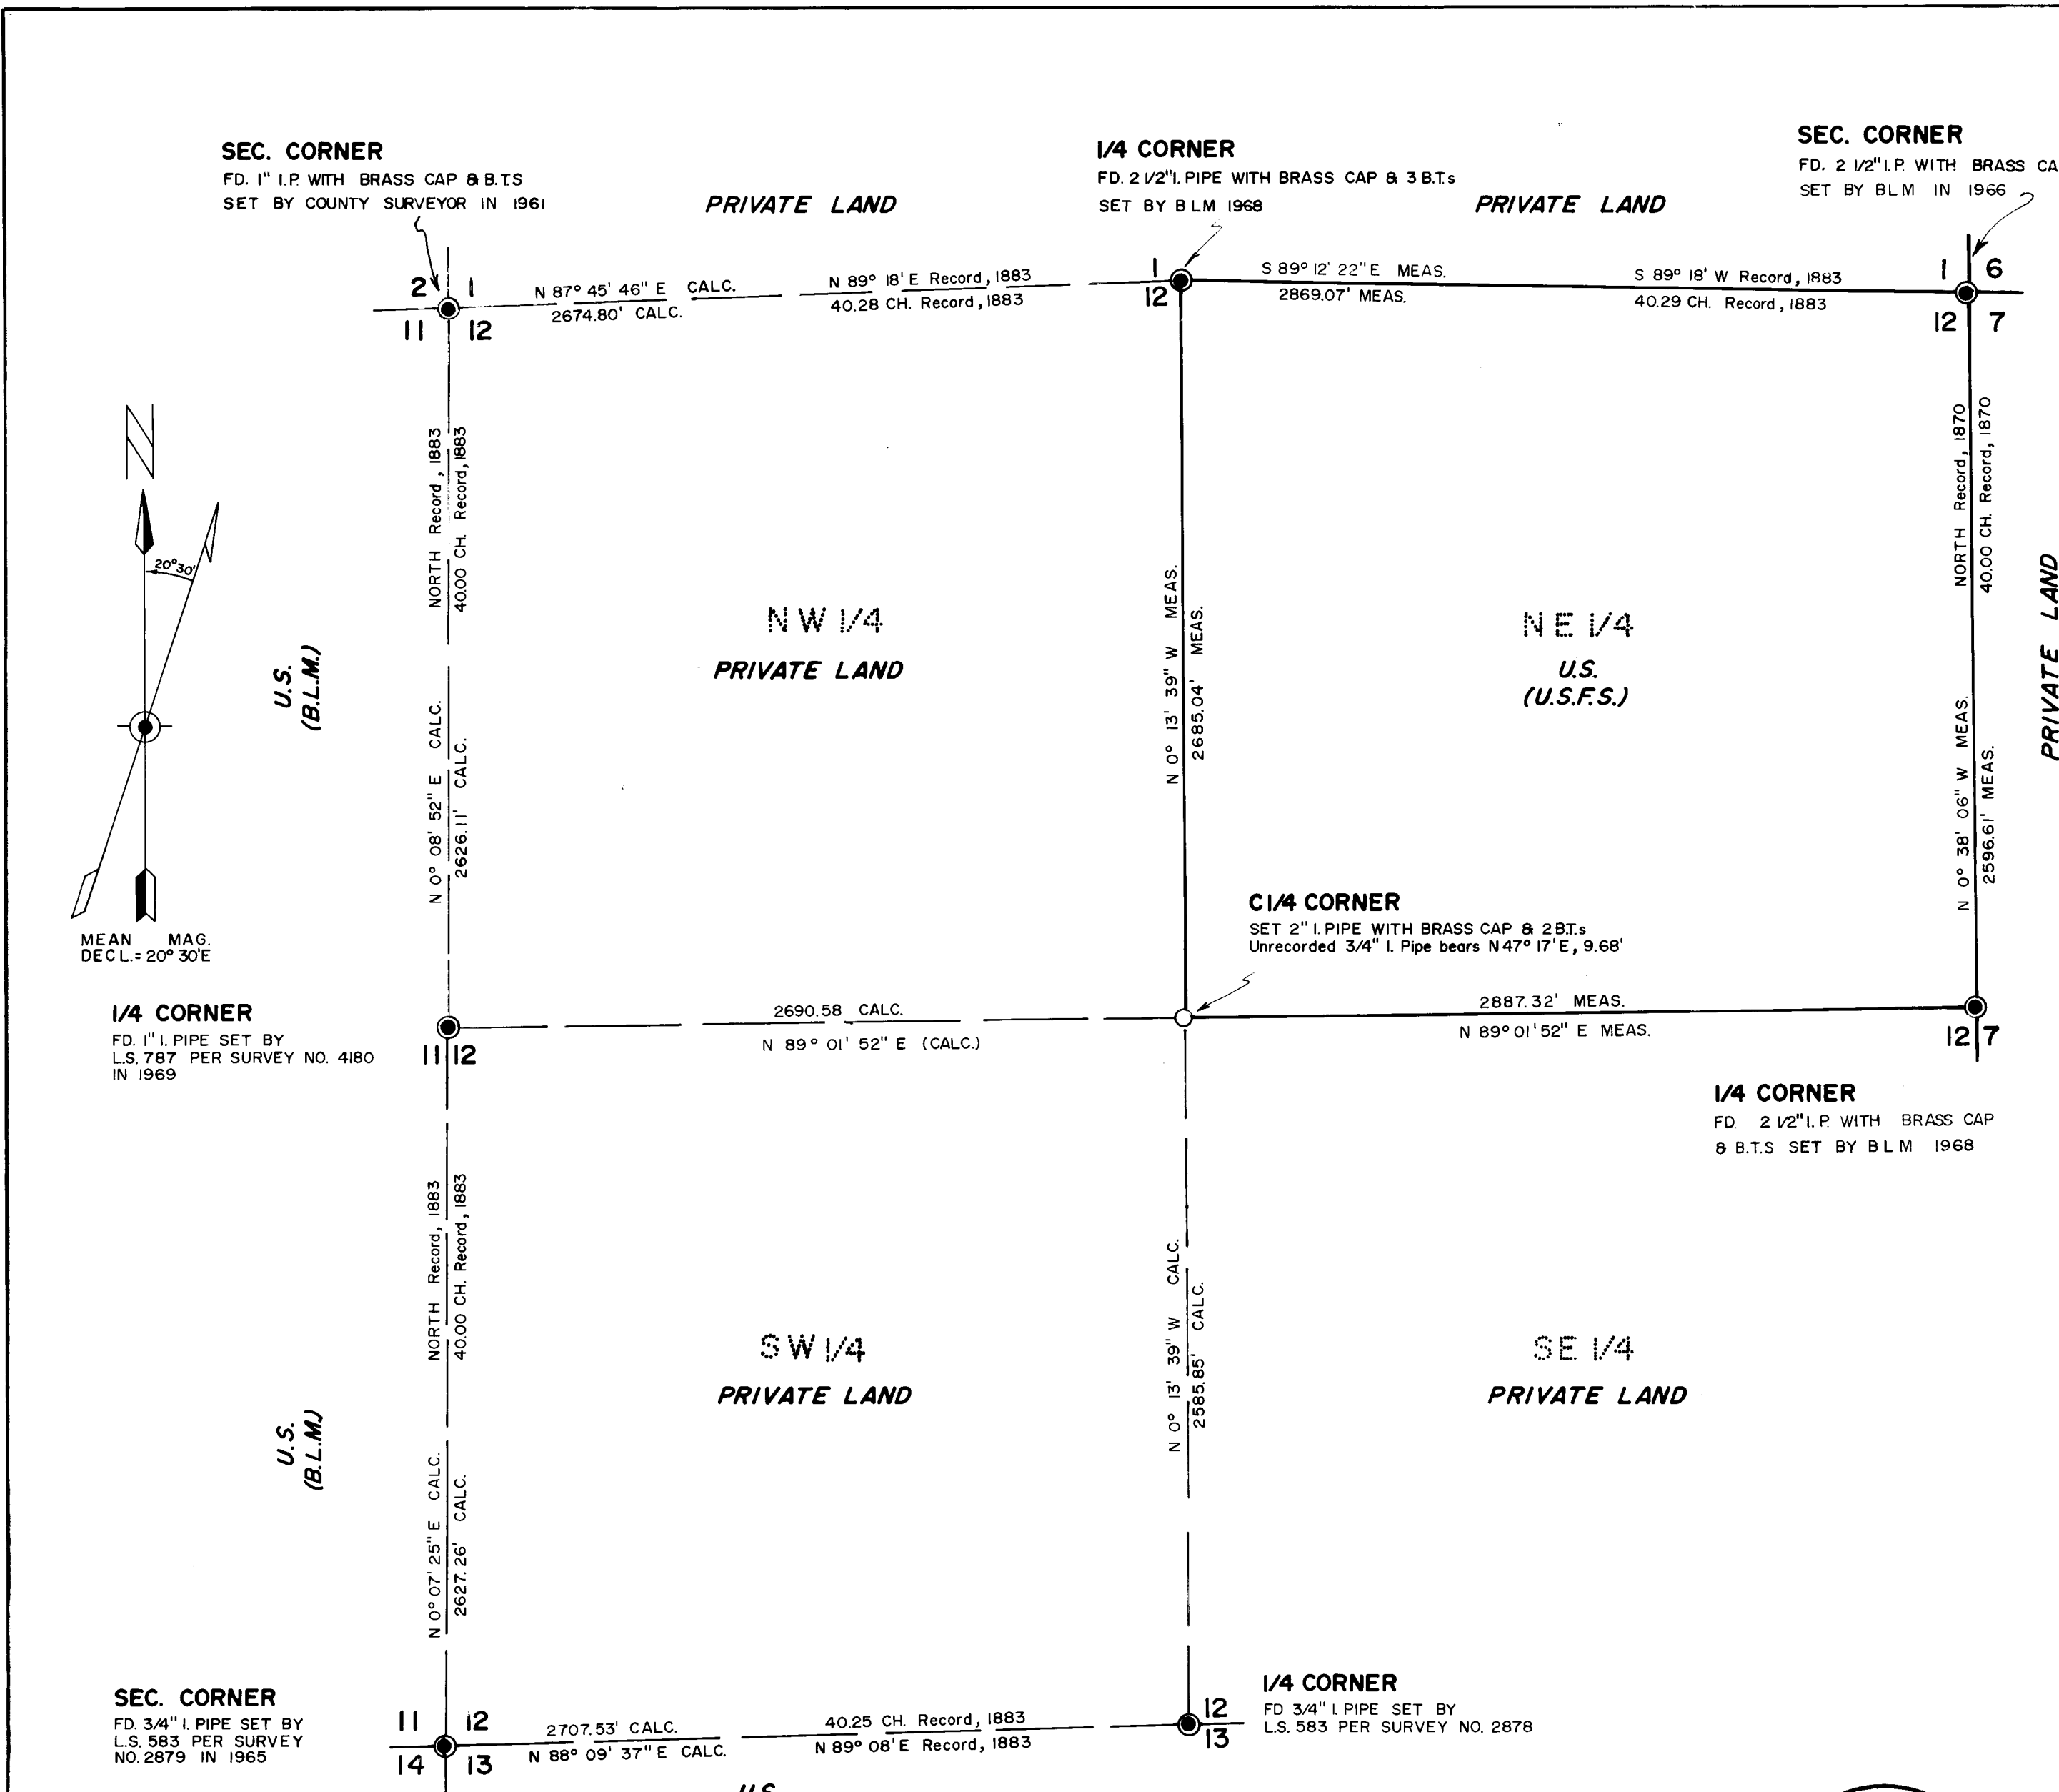 SEC. CORNER
FD. 1" I.P. WITH BRASS CAP & B.T.S
SET BY COUNTY SURVEYOR IN 1961
PRIVATE LAND
1/4 CORNER
FD. 2 1/2" I. PIPE WITH BRASS CAP & 3 B.T.s
SET BY BLM 1968
PRIVATE LAND
SEC. CORNER
FD. 2 1/2" I.P. WITH BRASS CA
SET BY BLM IN 1966
2 1
11 12
N 87° 45' 46" E CALC.
2674.80' CALC.
N 89° 18' E Record, 1883
40.28 CH. Record, 1883
1
12
S 89° 12' 22" E MEAS.
2869.07' MEAS.
S 89° 18' W Record, 1883
40.29 CH. Record, 1883
1 6
12 7
N
20°30'
MEAN MAG.
DECL.= 20° 30'E
U.S.
(B.L.M.)
NORTH Record, 1883
40.00 CH. Record, 1883
N 0° 08' 52" E CALC.
2626.11' CALC.
NW 1/4
PRIVATE LAND
N 0° 13' 39" W MEAS.
2685.04' MEAS.
NE 1/4
U.S.
(U.S.F.S.)
NORTH Record, 1870
40.00 CH. Record, 1870
N 0° 38' 06" W MEAS.
2596.61' MEAS.
PRIVATE LAND
C1/4 CORNER
SET 2" I. PIPE WITH BRASS CAP & 2 B.T.s
Unrecorded 3/4" I. Pipe bears N 47° 17' E, 9.68'
1/4 CORNER
FD. 1" I. PIPE SET BY
L.S. 787 PER SURVEY NO. 4180
IN 1969
11 12
2690.58 CALC.
N 89° 01' 52" E (CALC.)
2887.32' MEAS.
N 89° 01' 52" E MEAS.
12 7
1/4 CORNER
FD. 2 1/2" I.P. WITH BRASS CAP
& B.T.S SET BY BLM 1968
U.S.
(B.L.M.)
NORTH Record, 1883
40.00 CH. Record, 1883
N 0° 07' 25" E CALC.
2627.26' CALC.
SW 1/4
PRIVATE LAND
N 0° 13' 39" W CALC.
2585.85' CALC.
SE 1/4
PRIVATE LAND
SEC. CORNER
FD. 3/4" I. PIPE SET BY
L.S. 583 PER SURVEY
NO. 2879 IN 1965
11 12
14 13
2707.53' CALC.
N 88° 09' 37" E CALC.
40.25 CH. Record, 1883
N 89° 08' E Record, 1883
12
13
1/4 CORNER
FD 3/4" I. PIPE SET BY
L.S. 583 PER SURVEY NO. 2878
U.S.